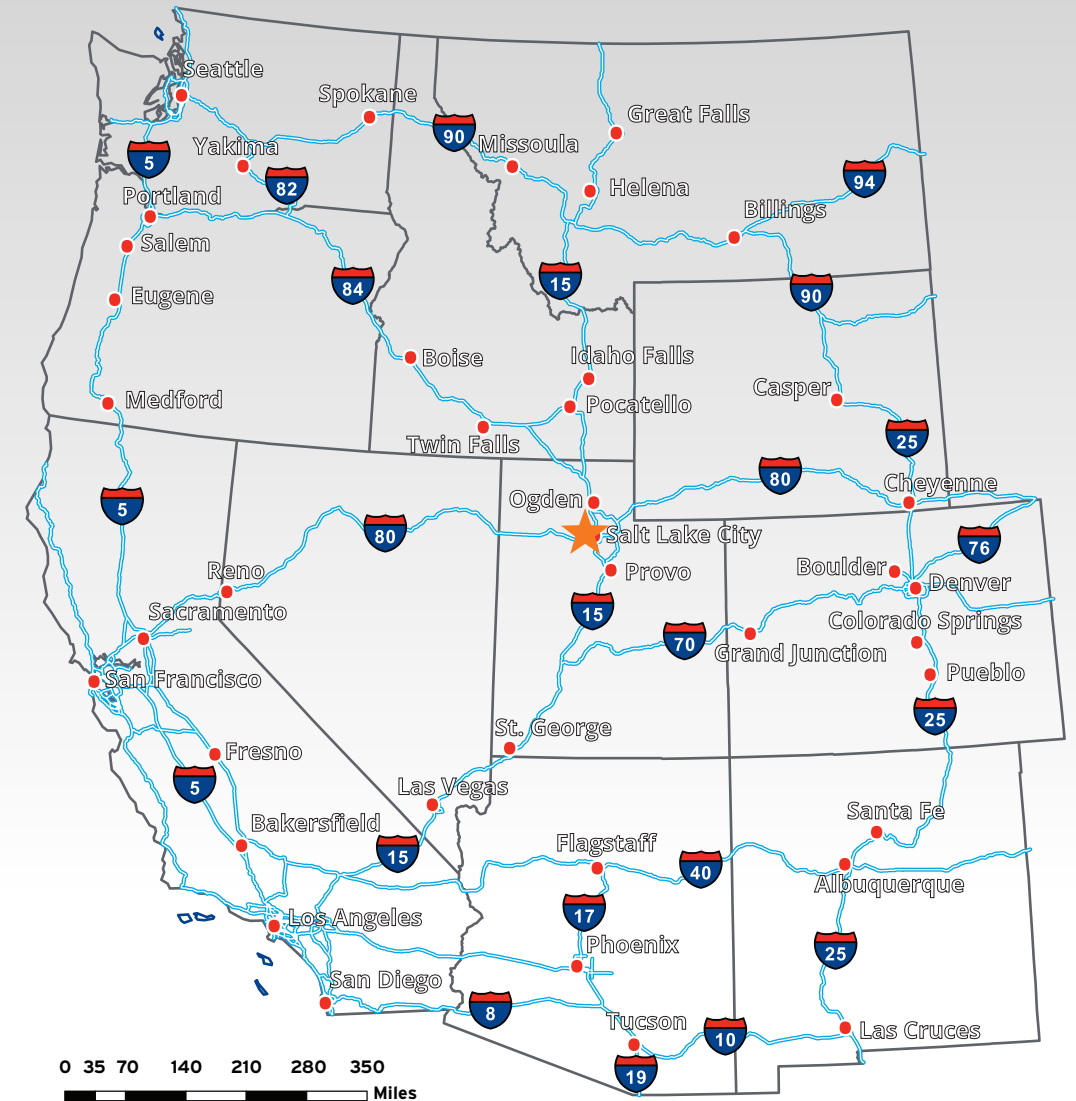 Seattle
Spokane
Great Falls
90
Missoula
Yakima
5
82
Helena
94
Portland
Billings
Salem
84
15
90
Eugene
Boise
Idaho Falls
Casper
Medford
Pocatello
Twin Falls
25
80
Cheyenne
Ogden
5
80
Salt Lake City
76
Reno
Provo
Boulder
Denver
Sacramento
15
Colorado Springs
70
Grand Junction
San Francisco
Pueblo
25
St. George
Fresno
5
Las Vegas
Santa Fe
Bakersfield
15
Flagstaff
40
Albuquerque
17
Los Angeles
Phoenix
25
San Diego
8
Tucson
10
Las Cruces
19
0 35 70 140 210 280 350
Miles